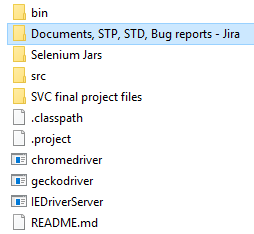 bin
Documents, STP, STD, Bug reports - Jira
Selenium Jars
src
SVC final project files
.classpath
.project
chromedriver
geckodriver
IEDriverServer
README.md